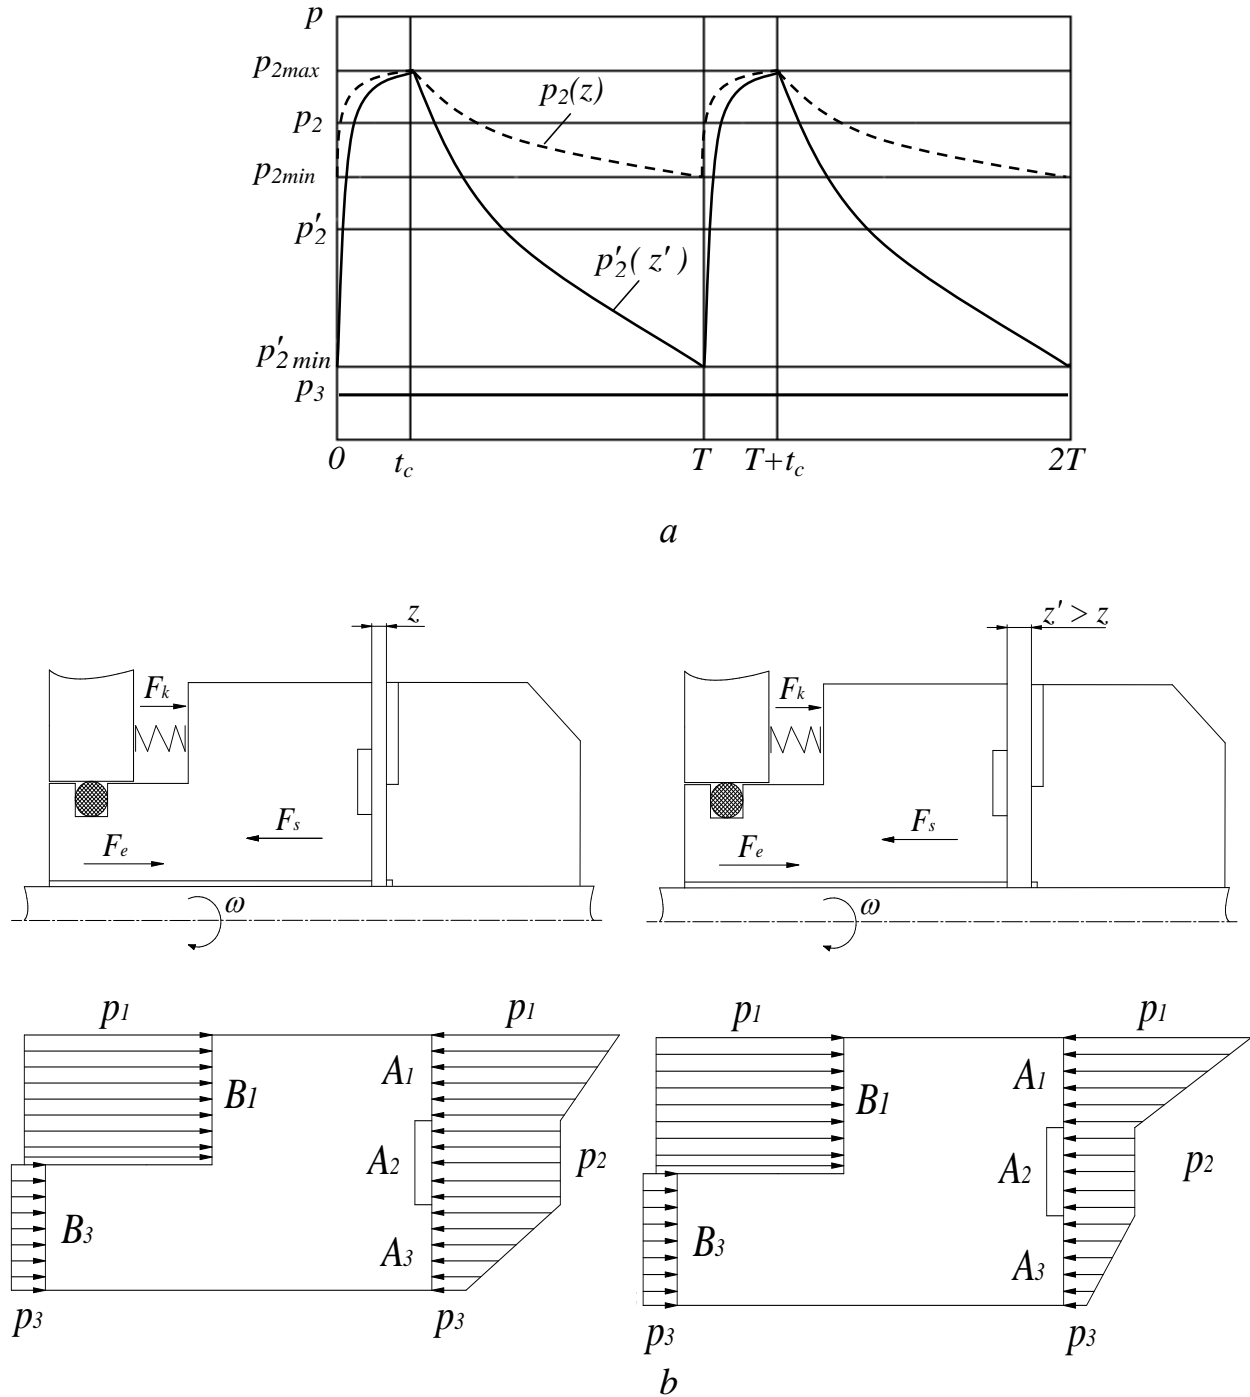 p
p2max
p2
p2min
p'2
p'2 min
p3
p2(z)
p'2( z' )
0 tc T T+tc 2T
a
z
z' > z
Fk
Fk
Fs
Fs
Fe
Fe
ω
ω
p1 p1 p1 p1
A1
A1
B1
B1
A2 p2
A2 p2
B3 A3
B3 A3
p3 p3 p3 p3
b